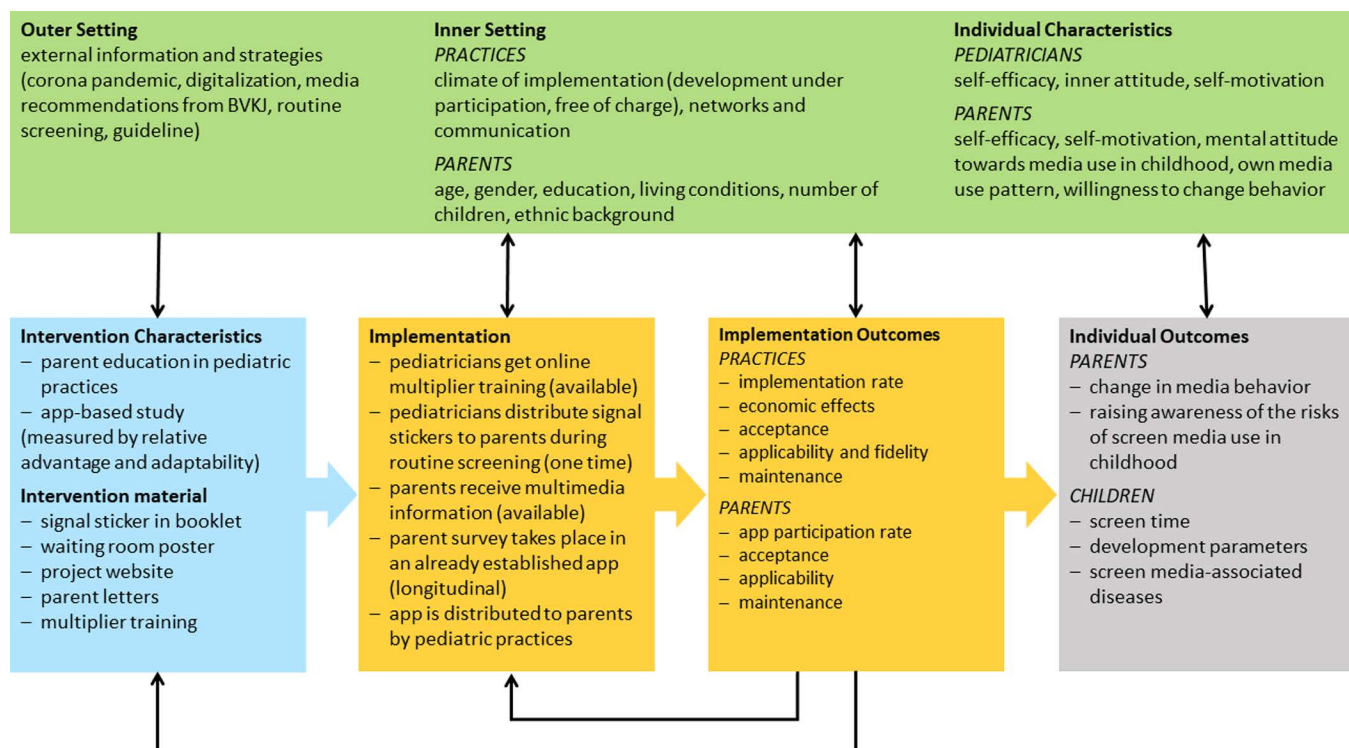 Outer Setting
external information and strategies
(corona pandemic, digitalization, media
recommendations from BVKJ, routine
screening, guideline)
Inner Setting
PRACTICES
climate of implementation (development under
participation, free of charge), networks and
communication
PARENTS
age, gender, education, living conditions, number of
children, ethnic background
Individual Characteristics
PEDIATRICIANS
self-efficacy, inner attitude, self-motivation
PARENTS
self-efficacy, self-motivation, mental attitude
towards media use in childhood, own media
use pattern, willingness to change behavior
Intervention Characteristics
– parent education in pediatric
practices
– app-based study
(measured by relative
advantage and adaptability)
Intervention material
– signal sticker in booklet
– waiting room poster
– project website
– parent letters
– multiplier training
Implementation
– pediatricians get online
multiplier training (available)
– pediatricians distribute signal
stickers to parents during
routine screening (one time)
– parents receive multimedia
information (available)
– parent survey takes place in
an already established app
(longitudinal)
– app is distributed to parents
by pediatric practices
Implementation Outcomes
PRACTICES
– implementation rate
– economic effects
– acceptance
– applicability and fidelity
– maintenance
PARENTS
– app participation rate
– acceptance
– applicability
– maintenance
Individual Outcomes
PARENTS
– change in media behavior
– raising awareness of the risks
of screen media use in
childhood
CHILDREN
– screen time
– development parameters
– screen media-associated
diseases